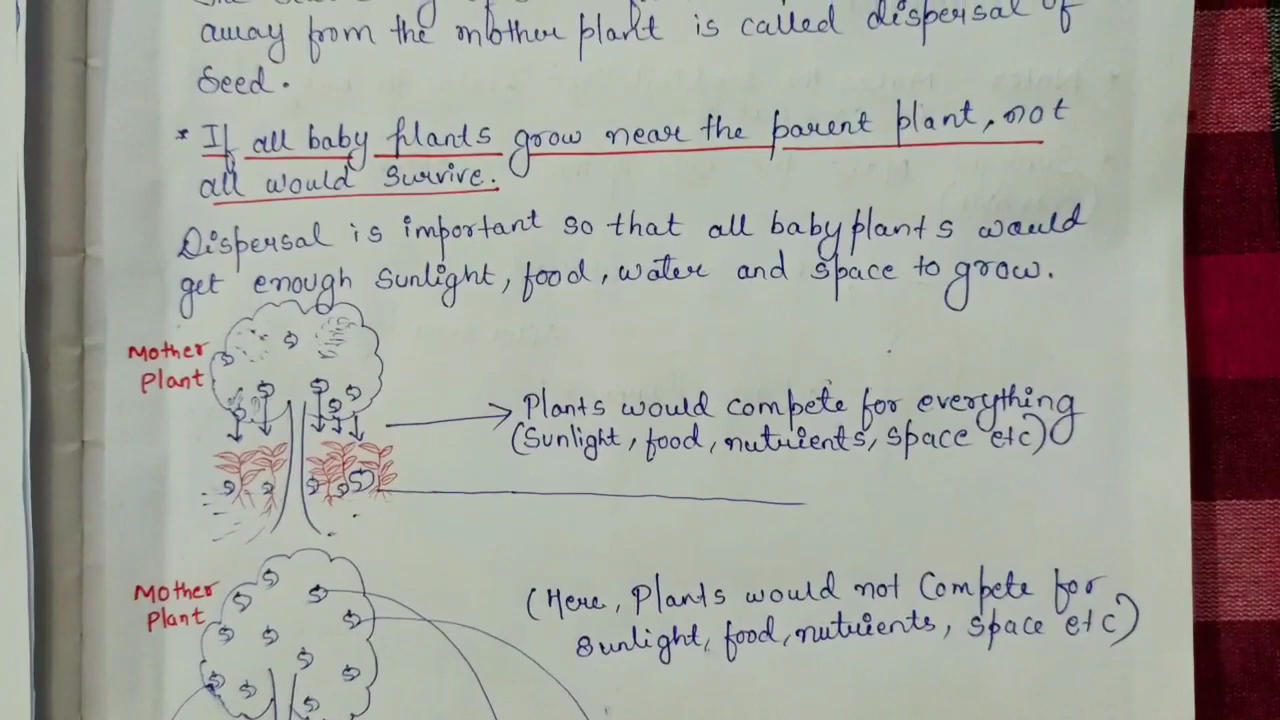 away from the mother plant is called dispersal of
seed.
* If all baby plants grow near the parent plant, not
all would survive.
Dispersal is important so that all baby plants would
get enough sunlight, food, water and space to grow.
Mother
Plant
Plants would compete for everything
(Sunlight, food, nutuients, space etc)
Mother
Plant
(Here, Plants would not Compete for
sunlight, food, nutuients, space etc)